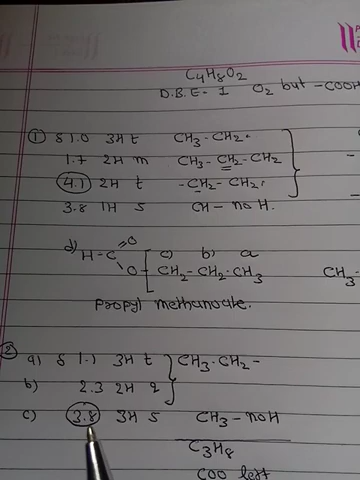 C4H8O2
D.B.E- 1 O2 but -COOH
① δ 1.0 3H t CH3-CH2-
1.7 2H m CH3-CH2-CH2
4.1 2H t -CH2-CH2-
3.8 1H s CH- no H.
d) H-C=O
c) b) a
O-CH2-CH2-CH3 CH3-
Propyl methanoate.
② a) δ 1.1 3H t CH3-CH2-
b) 2.3 2H q
c) 3.8 3H s CH3-noH
C3H8
COO left